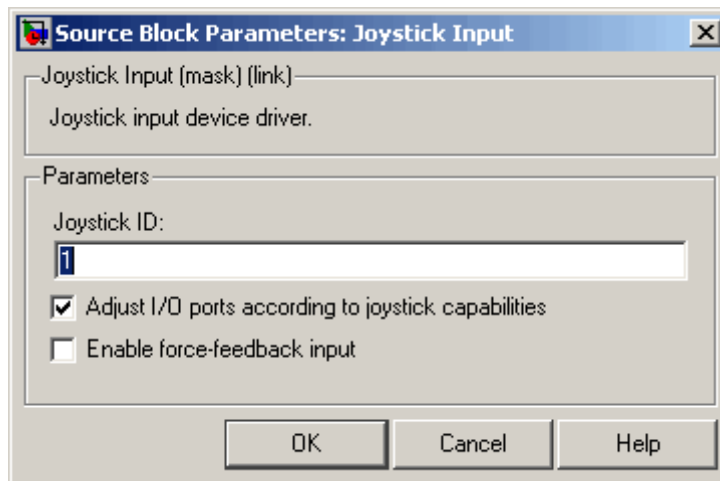 Source Block Parameters: Joystick Input
Joystick Input (mask) (link)
Joystick input device driver.
Parameters
Joystick ID:
1
Adjust I/O ports according to joystick capabilities
Enable force-feedback input
OK Cancel Help